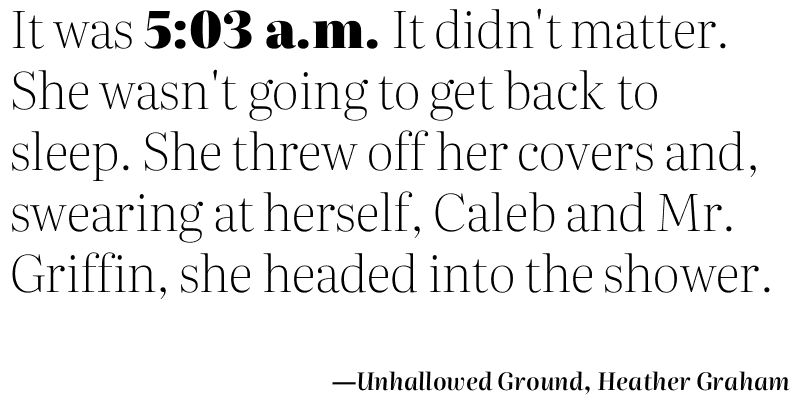 It was 5:03 a.m. It didn't matter.
She wasn't going to get back to
sleep. She threw off her covers and,
swearing at herself, Caleb and Mr.
Griffin, she headed into the shower.
—Unhallowed Ground, Heather Graham